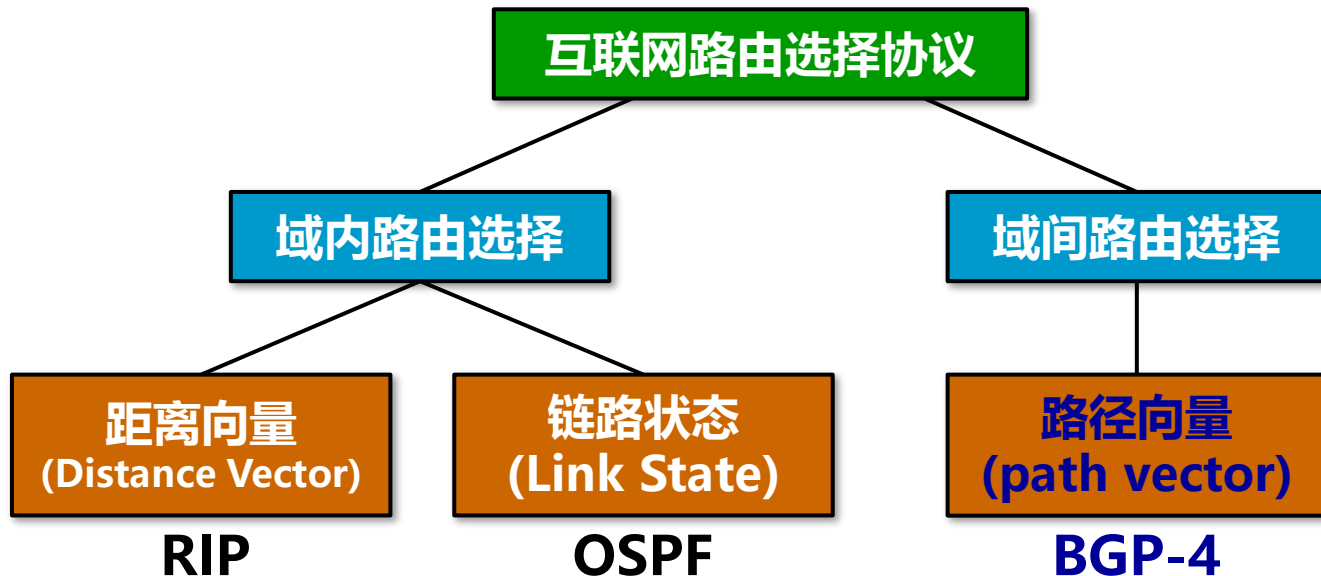 互联网路由选择协议
域内路由选择
域间路由选择
距离向量
(Distance Vector)
链路状态
(Link State)
路径向量
(path vector)
RIP
OSPF
BGP-4